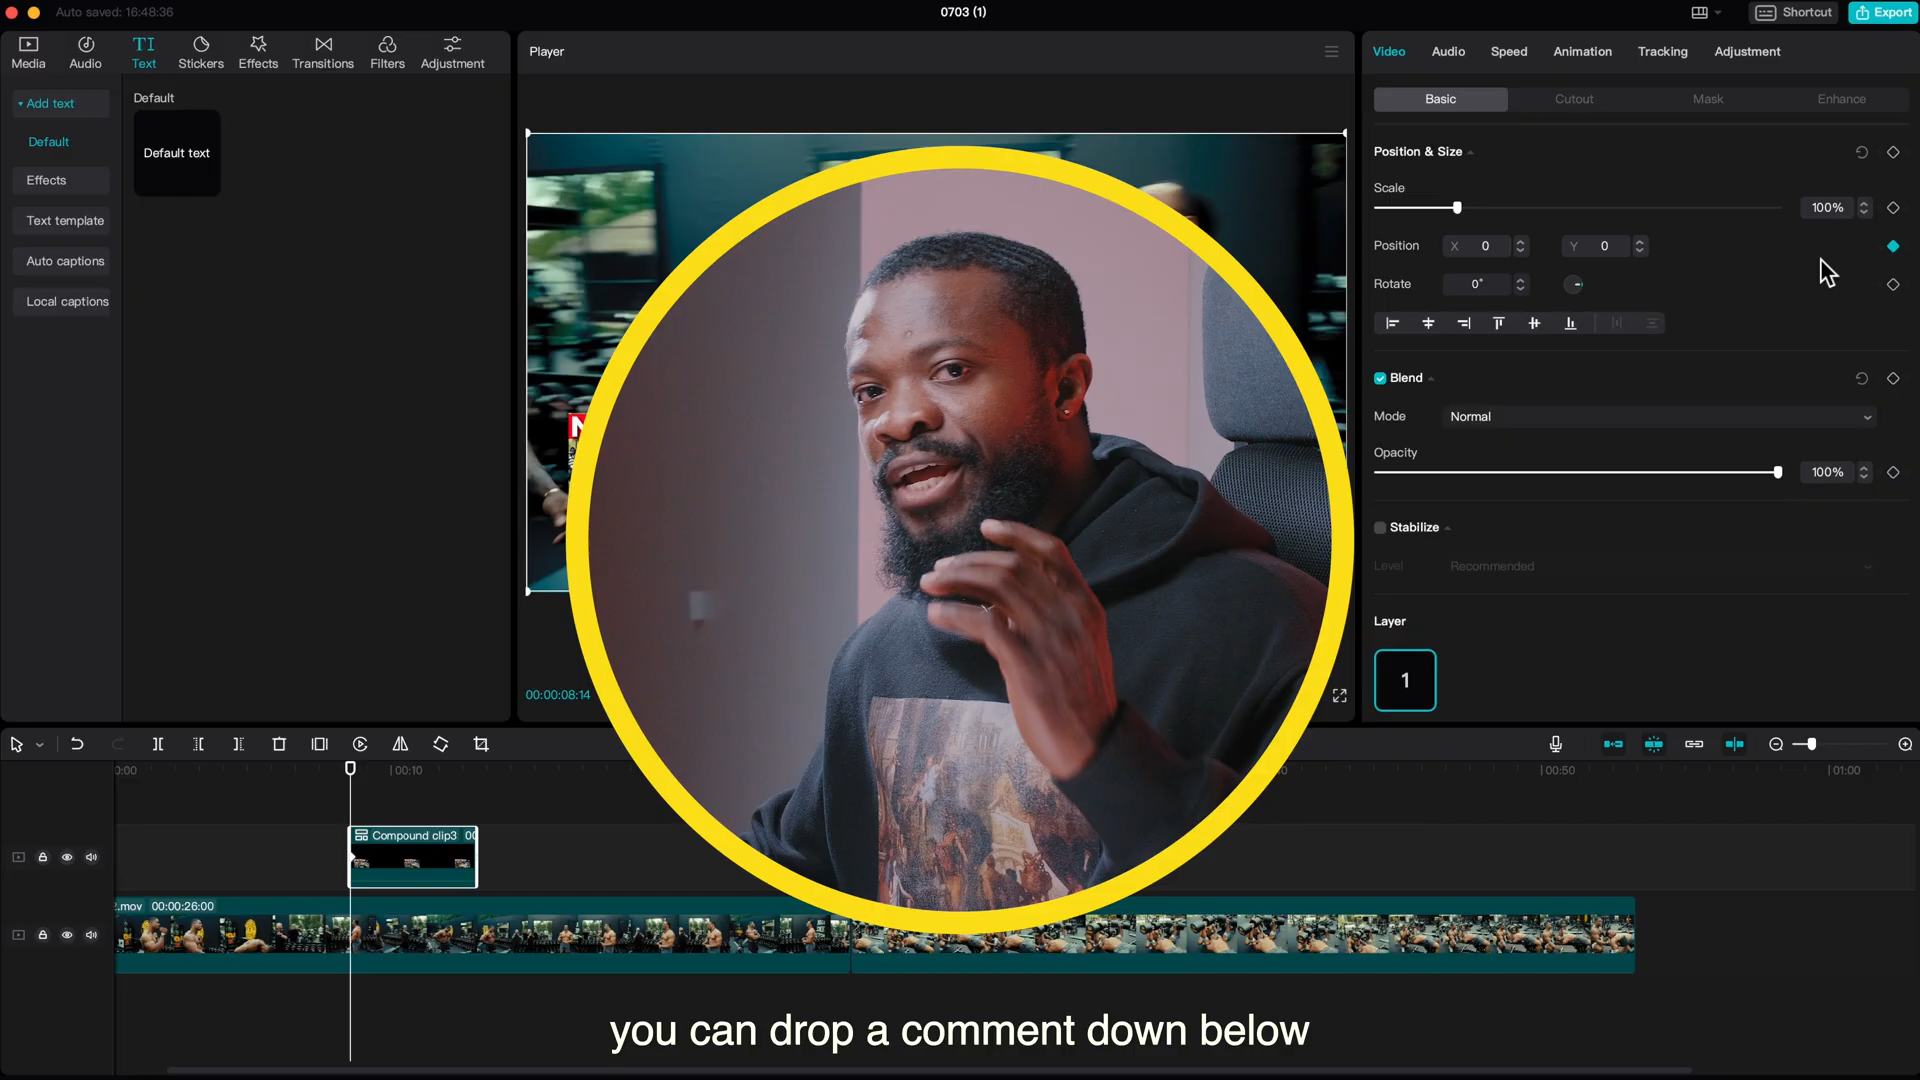 Auto saved: 16:48:36
0703 (1)
Shortcut
Export
Media
Audio
TI
Text
Stickers
Effects
Transitions
Filters
Adjustment
Add text
Default
Effects
Text template
Auto captions
Local captions
Default
Default text
Player
00:00:08:14
Video
Audio
Speed
Animation
Tracking
Adjustment
Basic
Cutout
Mask
Enhance
Position & Size
Scale
100%
Position
X 0
Y 0
Rotate
0°
Blend
Mode
Normal
Opacity
100%
Stabilize
Level
Recommended
Layer
1
0:00
00:10
00:50
01:00
Compound clip3
.mov 00:00:26:00
you can drop a comment down below